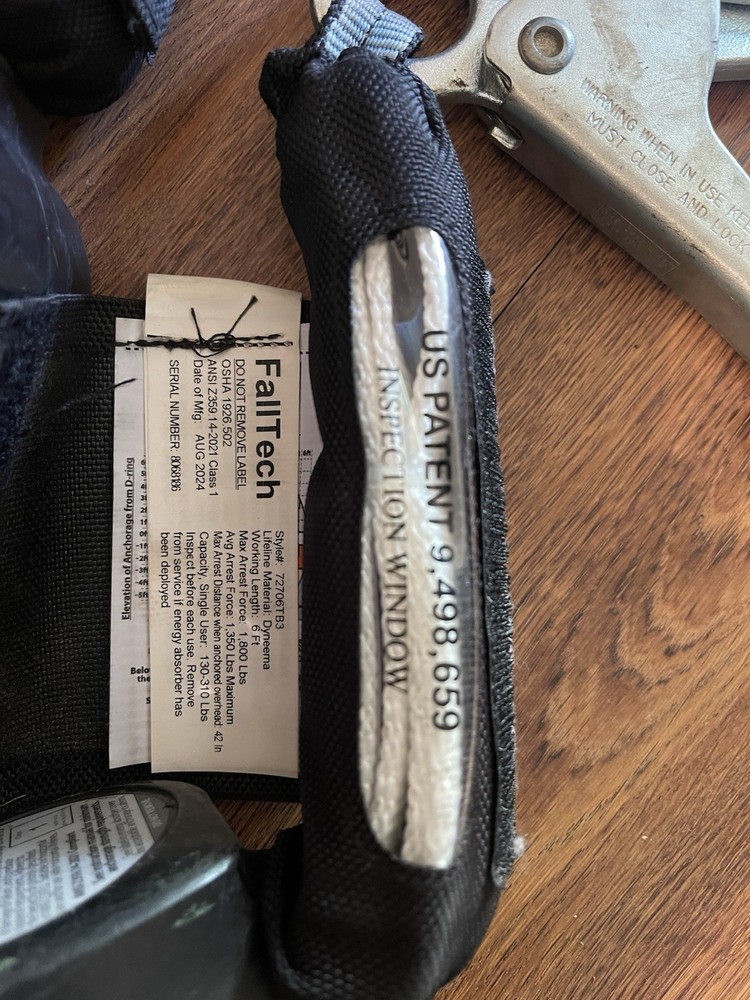 FallTech
DO NOT REMOVE LABEL
OSHA 1926.502
ANSI Z359.14-2021 Class 1
Date of Mfg: AUG 2024
SERIAL NUMBER:
Style#: 72706TB3
Lifeline Material: Dyneema
Working Length: 6 Ft
Max Arrest Force: 1,800 Lbs
Avg Arrest Force: 1,350 Lbs Maximum
Max Arrest Distance when anchored overhead: 42 in
Capacity, Single User: 130-310 Lbs
Inspect before each use. Remove
from service if energy absorber has
been deployed
US PATENT 9,498,659
INSPECTION WINDOW
WARNING WHEN IN USE
MUST CLOSE AND LOCK
Elevation of non of Anchorage from D-ring
Below
the